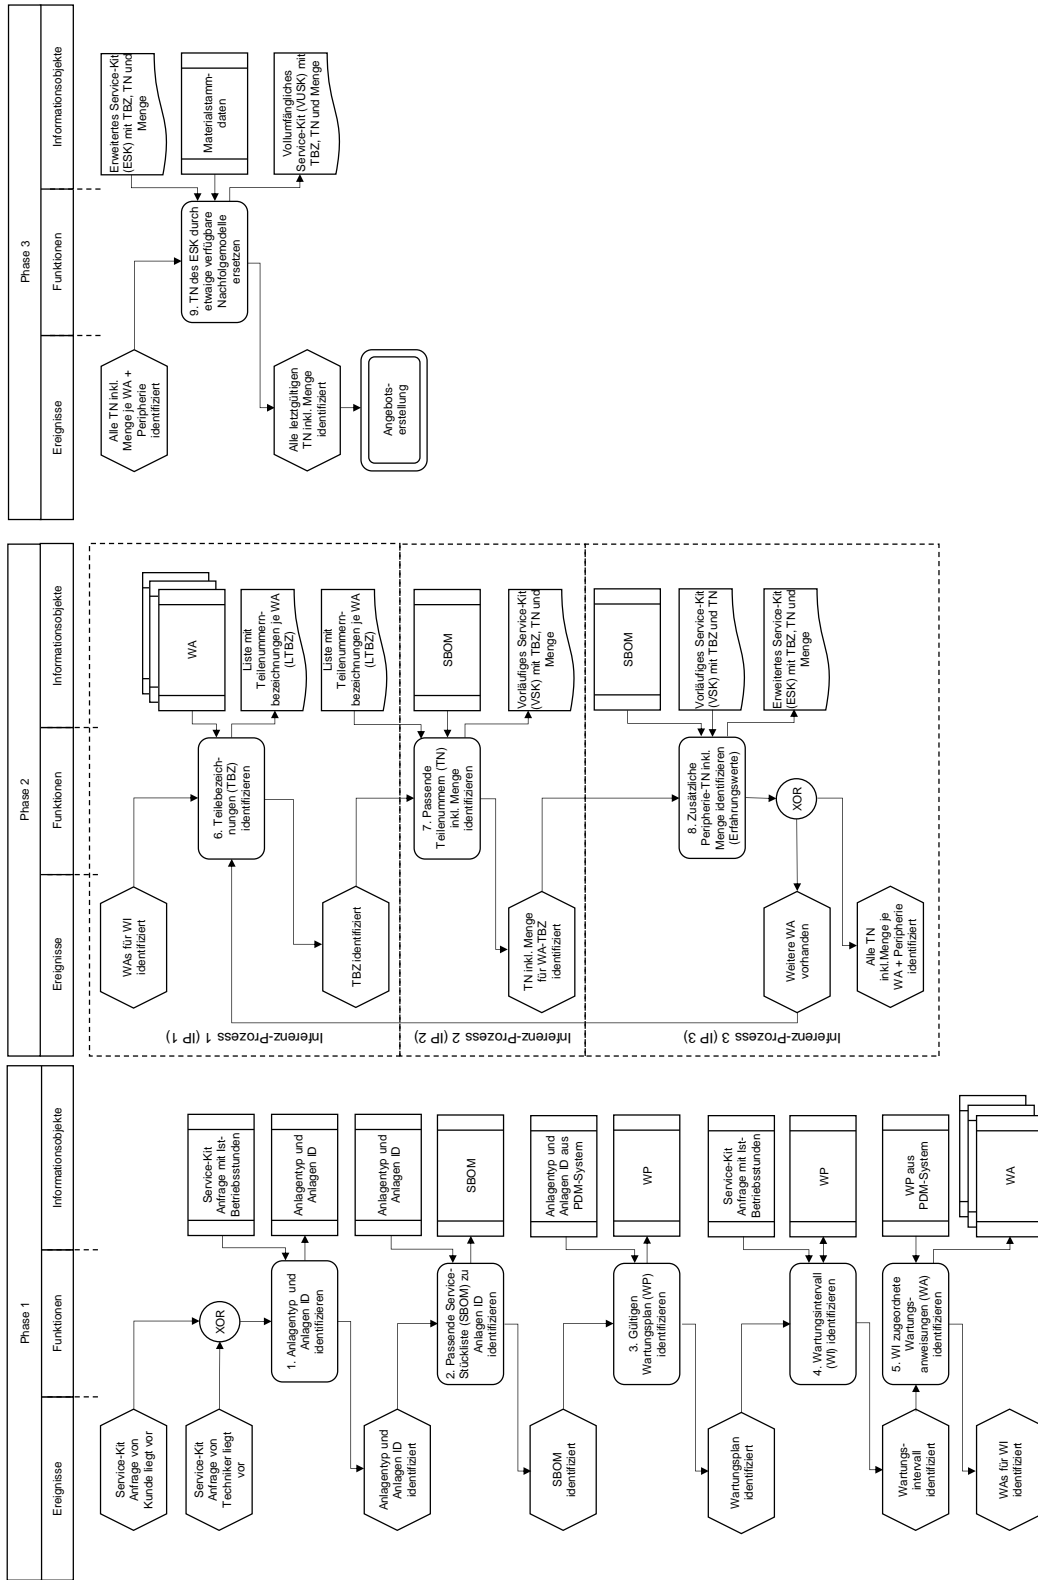 Phase 1
Ereignisse
Funktionen
Informationsobjekte
Service-Kit
Anfrage von
Kunde liegt vor
Service-Kit
Anfrage von
Techniker liegt
vor
XOR
Service-Kit
Anfrage mit Ist-
Betriebsstunden
1. Anlagentyp und
Anlagen ID
identifizieren
Anlagentyp und
Anlagen ID
Anlagentyp und
Anlagen ID
identifiziert
Anlagentyp und
Anlagen ID
2. Passende Service-
Stückliste (SBOM) zu
Anlagen ID
identifizieren
SBOM
SBOM
identifiziert
Anlagentyp und
Anlagen ID aus
PDM-System
3. Gültigen
Wartungsplan (WP)
identifizieren
WP
Wartungsplan
identifiziert
Service-Kit
Anfrage mit Ist-
Betriebsstunden
4. Wartungsintervall
(WI) identifizieren
WP
Wartungs-
intervall
identifiziert
5. WI zugeordnete
Wartungs-
anweisungen (WA)
identifizieren
WP aus
PDM-System
WAs für WI
identifiziert
WA
Phase 2
Ereignisse
Funktionen
Informationsobjekte
Inferenz-Prozess 1 (IP 1)
WAs für WI
identifiziert
WA
6. Teilebezeich-
nungen (TBZ)
identifizieren
Liste mit
Teilenummern-
bezeichnungen je WA
(LTBZ)
TBZ identifiziert
Liste mit
Teilenummern-
bezeichnungen je WA
(LTBZ)
Inferenz-Prozess 2 (IP 2)
7. Passende
Teilenummern (TN)
inkl. Menge
identifizieren
SBOM
TN inkl. Menge
für WA-TBZ
identifiziert
Vorläufiges Service-Kit
(VSK) mit TBZ, TN und
Menge
Inferenz-Prozess 3 (IP 3)
SBOM
8. Zusätzliche
Peripherie-TN inkl.
Menge identifizieren
(Erfahrungswerte)
Vorläufiges Service-Kit
(VSK) mit TBZ und TN
Weitere WA
vorhanden
XOR
Erweitertes Service-Kit
(ESK) mit TBZ, TN und
Menge
Alle TN
inkl.Menge je
WA + Peripherie
identifiziert
Phase 3
Ereignisse
Funktionen
Informationsobjekte
Alle TN inkl.
Menge je WA +
Peripherie
identifiziert
Erweitertes Service-Kit
(ESK) mit TBZ, TN und
Menge
9. TN des ESK durch
etwaige verfügbare
Nachfolgemodelle
ersetzen
Materialstamm-
daten
Alle letztgültigen
TN inkl. Menge
identifiziert
Vollumfängliches
Service-Kit (VUSK) mit
TBZ, TN und Menge
Angebots-
erstellung